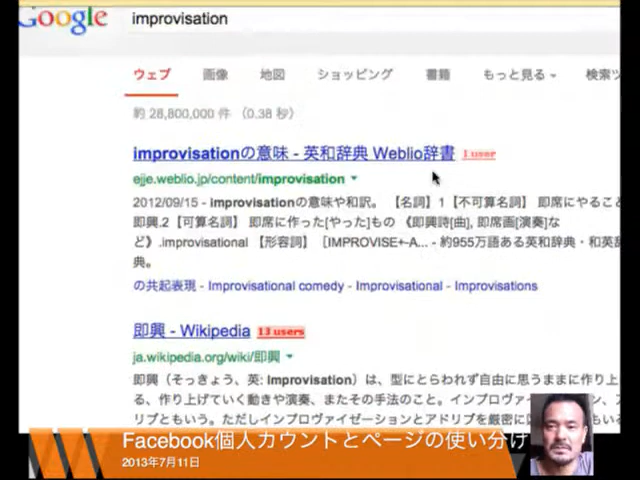 Google improvisation
ウェブ 画像 地図 ショッピング 書籍 もっと見る 検索ツ
約 28,800,000 件 （0.38 秒）
improvisationの意味 - 英和辞典 Weblio辞書 1 user
ejje.weblio.jp/content/improvisation
2012/09/15 - improvisationの意味や和訳。 【名詞】1【不可算名詞】 即席にやること
即興.2【可算名詞】 即席に作った[やった]もの 《即興詩[曲], 即席画[演奏]な
ど》.improvisational 【形容詞】 [IMPROVISE+-A... - 約955万語ある英和辞典・和英
典。
の共起表現 - Improvisational comedy - Improvisational - Improvisations
即興 - Wikipedia 13 users
ja.wikipedia.org/wiki/即興
即興（そっきょう、英: Improvisation）は、型にとらわれず自由に思うままに作り上
る、作り上げていく動きや演奏、またその手法のこと。インプロヴ
リプともいう。ただしインプロヴィゼーションとアドリブを厳密に
Facebook個人カウントとページの使い分け
2013年7月11日